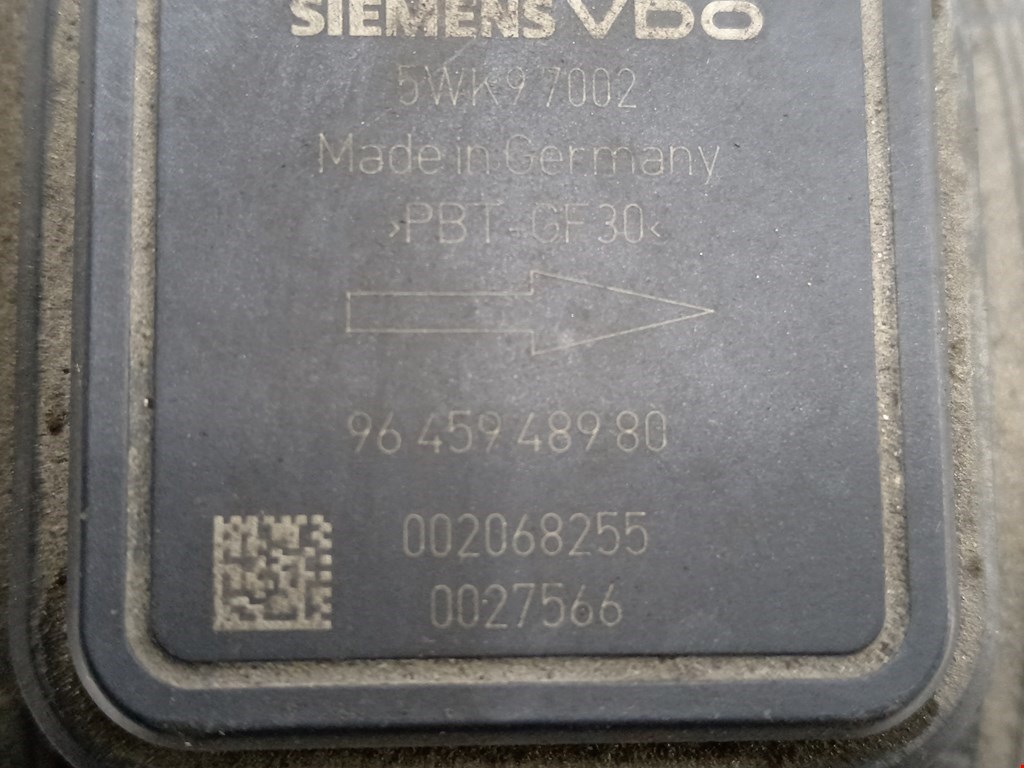 SIEMENS VDO
5WK9 7002
Made in Germany
>PBT-GF30<
96 459 489 80
002068255
0027566